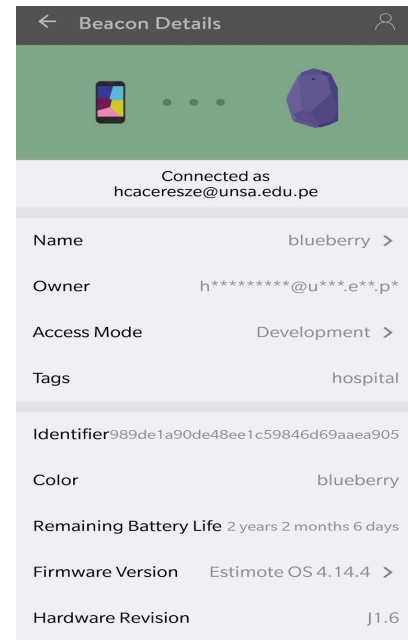 Beacon Details
Connected as
hcaceresze@unsa.edu.pe
Name blueberry >
Owner h*********@u***.e**.p*
Access Mode Development >
Tags hospital
Identifier 989de1a90de48ee1c59846d69aaea905
Color blueberry
Remaining Battery Life 2 years 2 months 6 days
Firmware Version Estimote OS 4.14.4 >
Hardware Revision J1.6